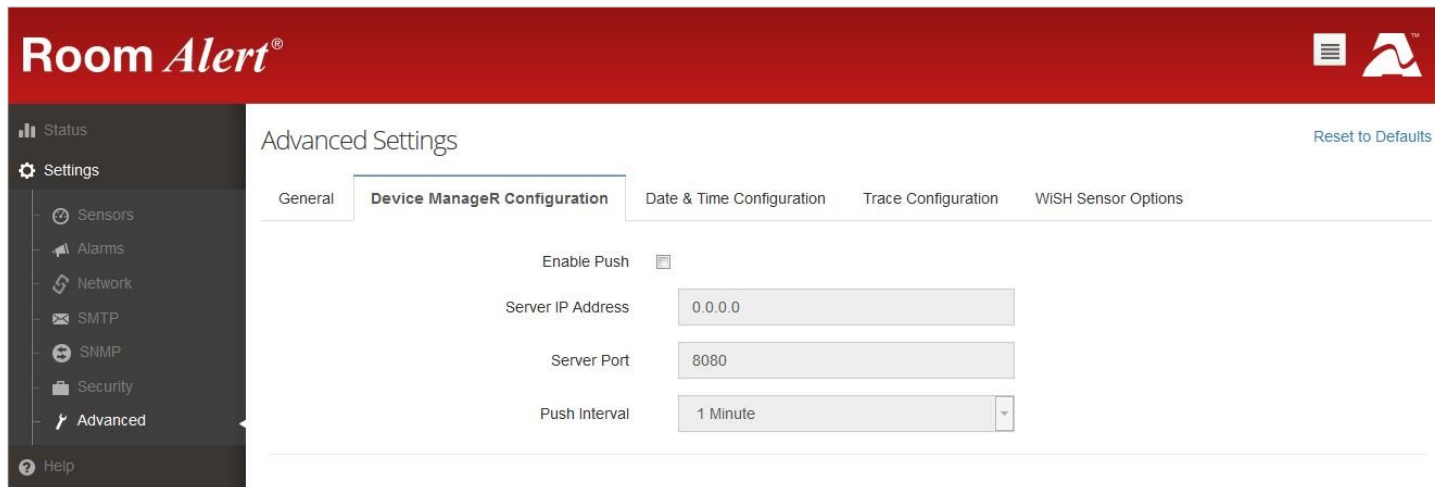 Room Alert®
TM
Status
Settings
Sensors
Alarms
Network
SMTP
SNMP
Security
Advanced
Help
Advanced Settings
Reset to Defaults
General
Device ManageR Configuration
Date & Time Configuration
Trace Configuration
WiSH Sensor Options
Enable Push
Server IP Address
0.0.0.0
Server Port
8080
Push Interval
1 Minute